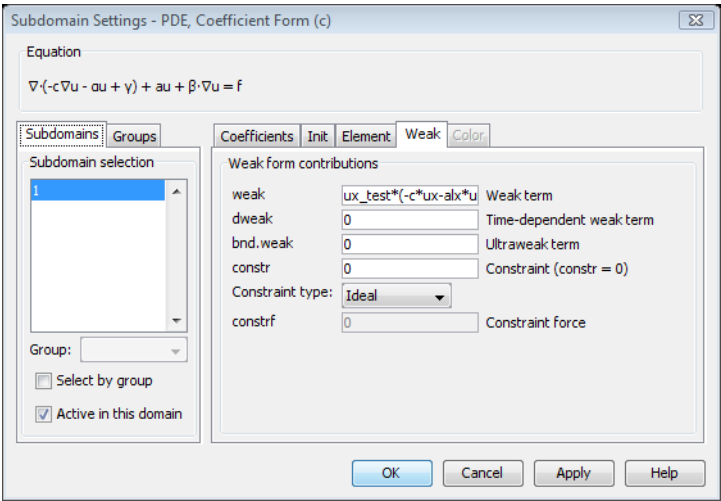 Subdomain Settings - PDE, Coefficient Form (c)
Equation
∇·(-c∇u - αu + γ) + au + β·∇u = f
Subdomains Groups
Coefficients Init Element Weak Color
Subdomain selection
1
Group:
Select by group
Active in this domain
Weak form contributions
weak ux_test*(-c*ux-alx*u Weak term
dweak 0 Time-dependent weak term
bnd.weak 0 Ultraweak term
constr 0 Constraint (constr = 0)
Constraint type: Ideal
constrf 0 Constraint force
OK Cancel Apply Help